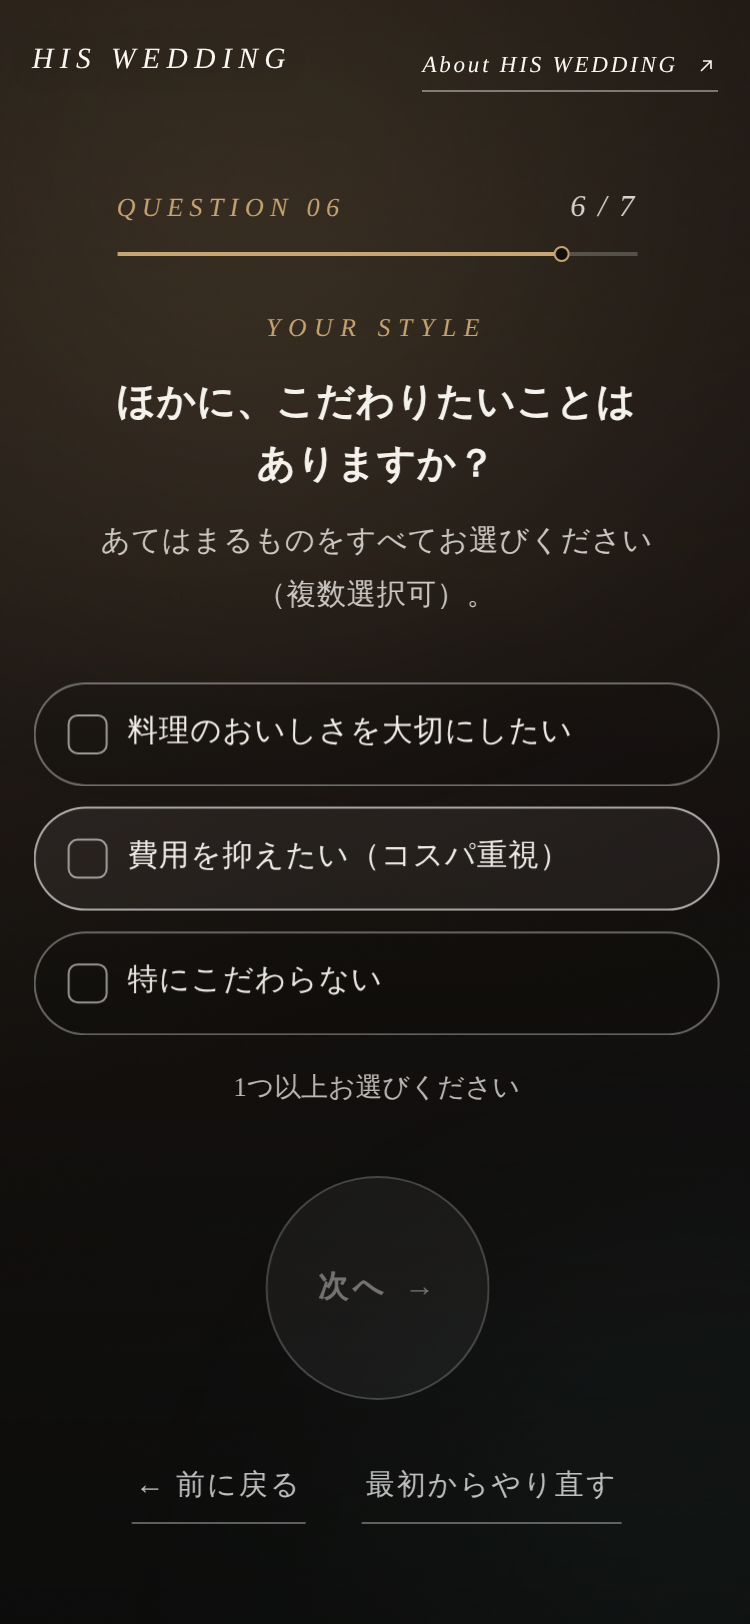 HIS WEDDING
About HIS WEDDING ↗
QUESTION 06
6 / 7
YOUR STYLE
ほかに、こだわりたいことは
ありますか？
あてはまるものをすべてお選びください
（複数選択可）。
料理のおいしさを大切にしたい
費用を抑えたい（コスパ重視）
特にこだわらない
1つ以上お選びください
次へ →
← 前に戻る
最初からやり直す